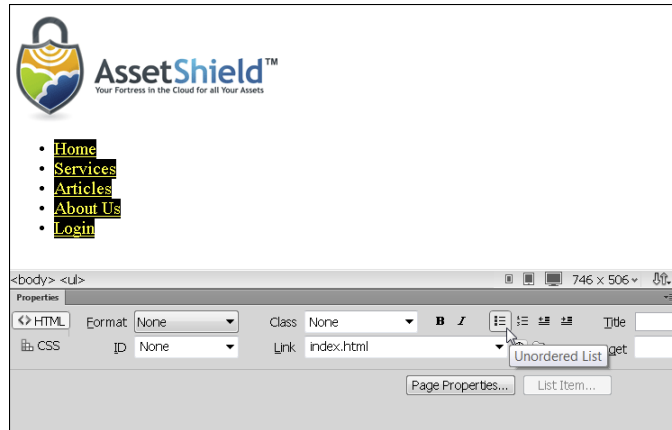 AssetShield™
Your Fortress in the Cloud for all Your Assets
• Home
• Services
• Articles
• About Us
• Login
<body> <ul>
746 x 506
Properties
<> HTML Format None Class None B I Title
CSS ID None Link index.html get
Unordered List
Page Properties... List Item...